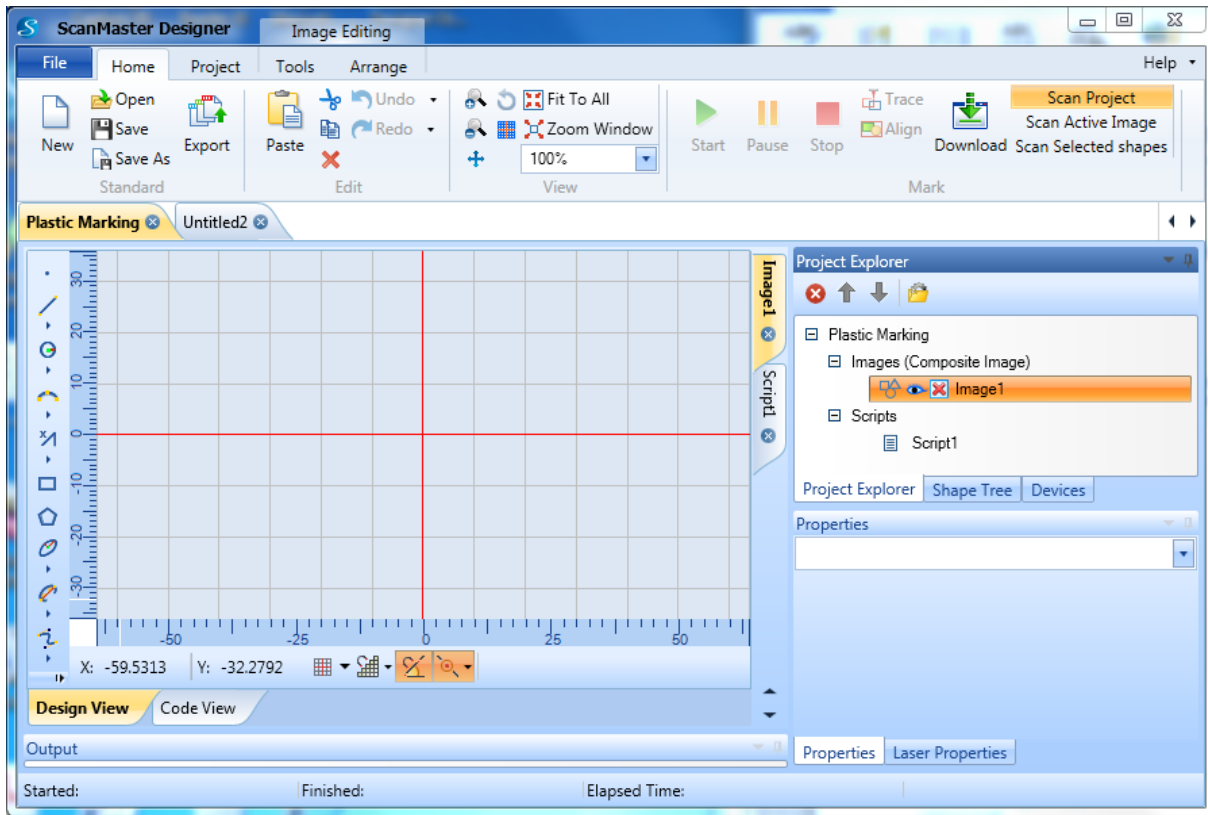 ScanMaster Designer
Image Editing
File
Home
Project
Tools
Arrange
Help
New
Open
Save
Save As
Export
Standard
Paste
Undo
Redo
Edit
Fit To All
Zoom Window
100%
View
Start
Pause
Stop
Trace
Align
Download
Scan Project
Scan Active Image
Scan Selected shapes
Mark
Plastic Marking
Untitled2
30
20
10
0
-10
-20
-30
-50
-25
0
25
50
Image1
Script1
X: -59.5313
Y: -32.2792
Design View
Code View
Project Explorer
Plastic Marking
Images (Composite Image)
Image1
Scripts
Script1
Project Explorer
Shape Tree
Devices
Properties
Properties
Laser Properties
Output
Started:
Finished:
Elapsed Time: